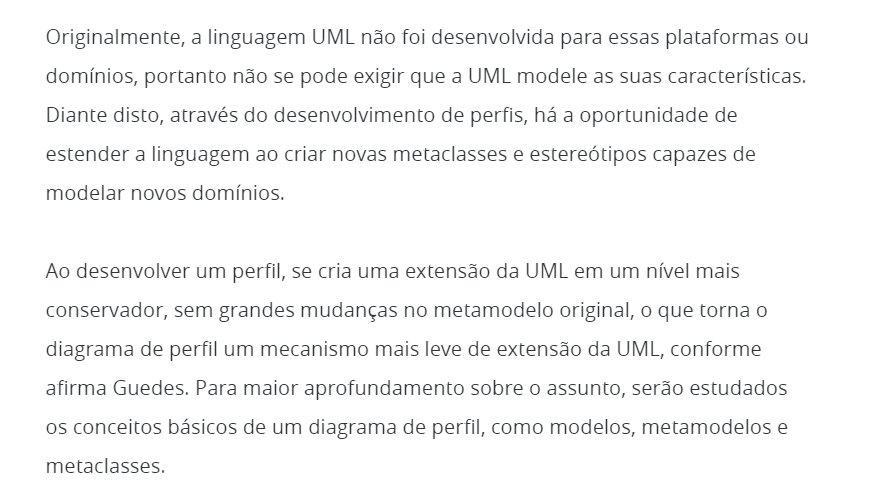 Originalmente, a linguagem UML não foi desenvolvida para essas plataformas ou
domínios, portanto não se pode exigir que a UML modele as suas características.
Diante disto, através do desenvolvimento de perfis, há a oportunidade de
estender a linguagem ao criar novas metaclasses e estereótipos capazes de
modelar novos domínios.
Ao desenvolver um perfil, se cria uma extensão da UML em um nível mais
conservador, sem grandes mudanças no metamodelo original, o que torna o
diagrama de perfil um mecanismo mais leve de extensão da UML, conforme
afirma Guedes. Para maior aprofundamento sobre o assunto, serão estudados
os conceitos básicos de um diagrama de perfil, como modelos, metamodelos e
metaclasses.